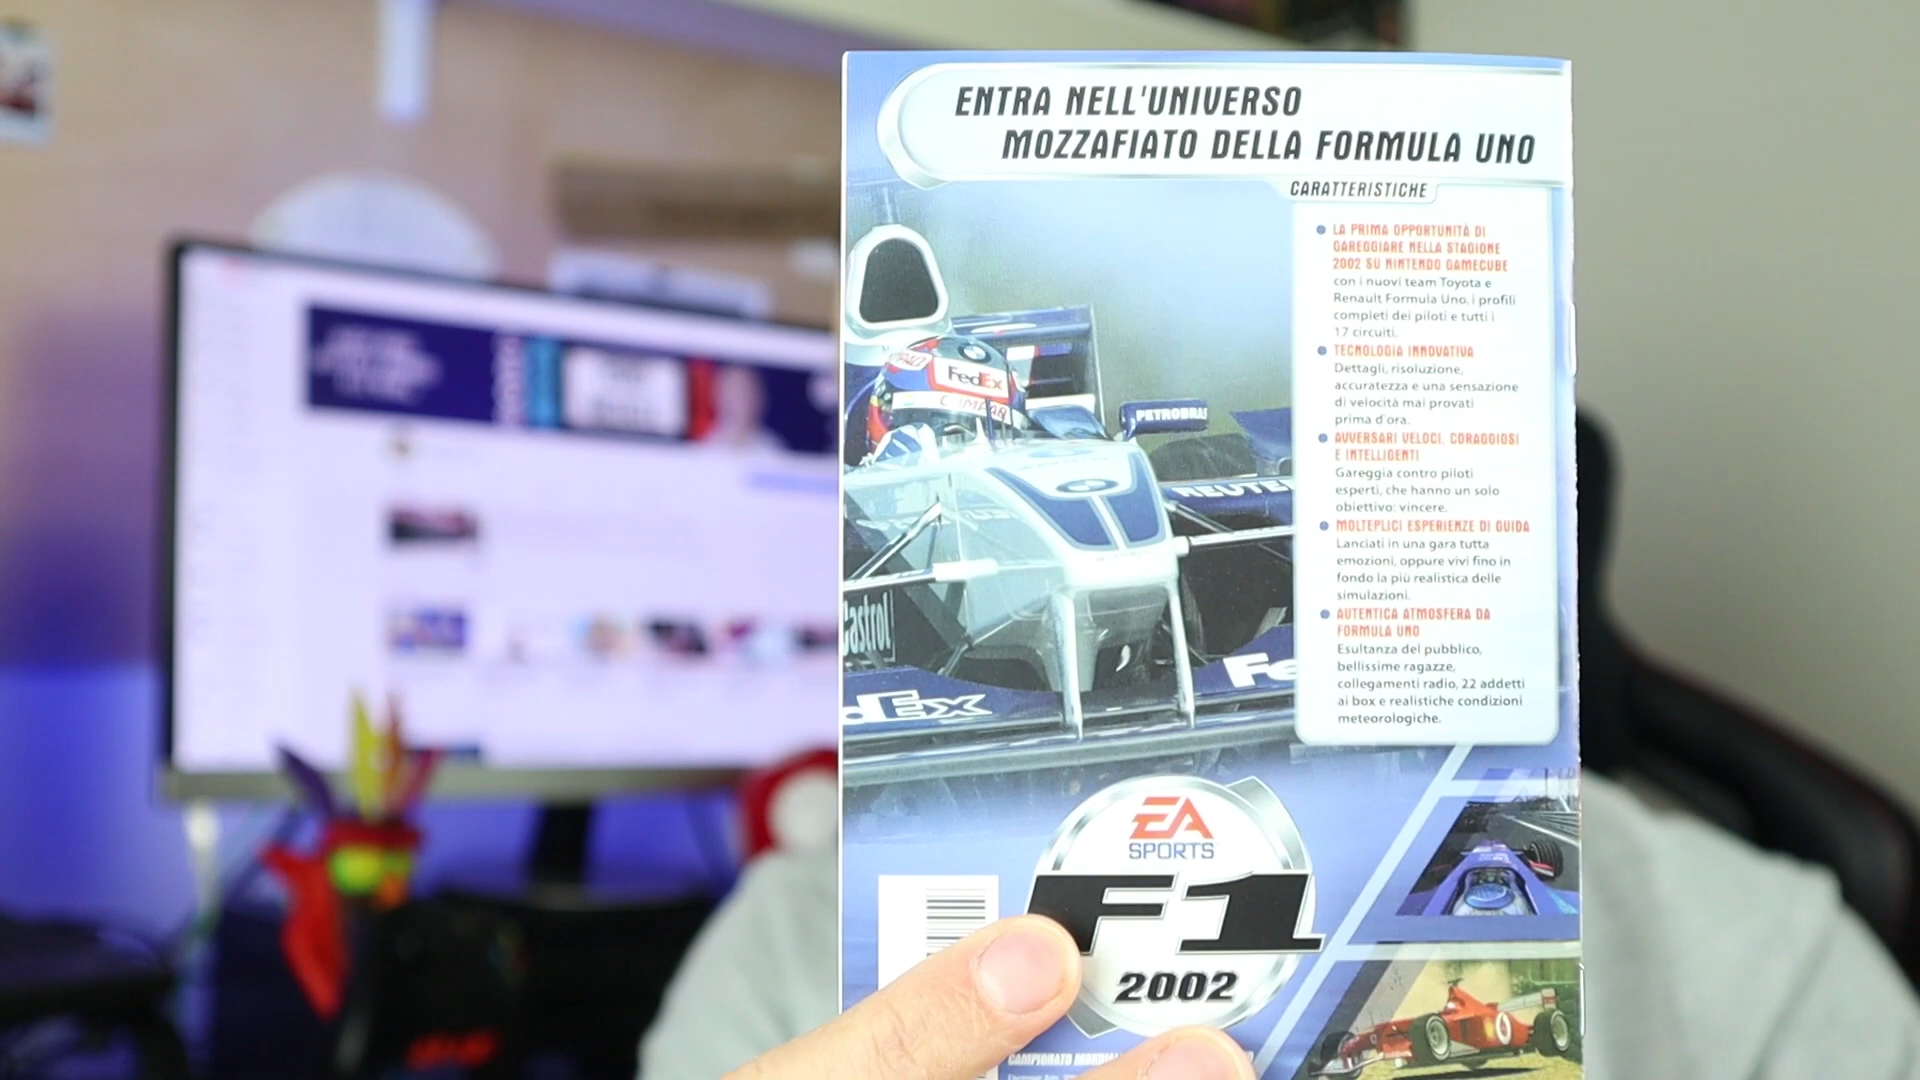 ENTRA NELL'UNIVERSO
MOZZAFIATO DELLA FORMULA UNO
CARATTERISTICHE
LA PRIMA OPPORTUNITÀ DI
GAREGGIARE NELLA STAGIONE
2002 SU NINTENDO GAMECUBE
con i nuovi team Toyota e
Renault Formula Uno, i profili
completi dei piloti e tutti i
17 circuiti.
TECNOLOGIA INNOVATIVA
Dettagli, risoluzione,
accuratezza e una sensazione
di velocità mai provati
prima d'ora.
AVVERSARI VELOCI, CORAGGIOSI
E INTELLIGENTI
Gareggia contro piloti
esperti, che hanno un solo
obiettivo: vincere.
MOLTEPLICI ESPERIENZE DI GUIDA
Lanciati in una gara tutta
emozioni, oppure vivi fino in
fondo la più realistica delle
simulazioni.
AUTENTICA ATMOSFERA DA
FORMULA UNO
Esultanza del pubblico,
bellissime ragazze,
collegamenti radio, 22 addetti
ai box e realistiche condizioni
meteorologiche.
FedEx
COMPAQ
PETROBRAS
REUTE
Castrol
dEx
Fe
EA
SPORTS
F1
2002
CAMPIONATO